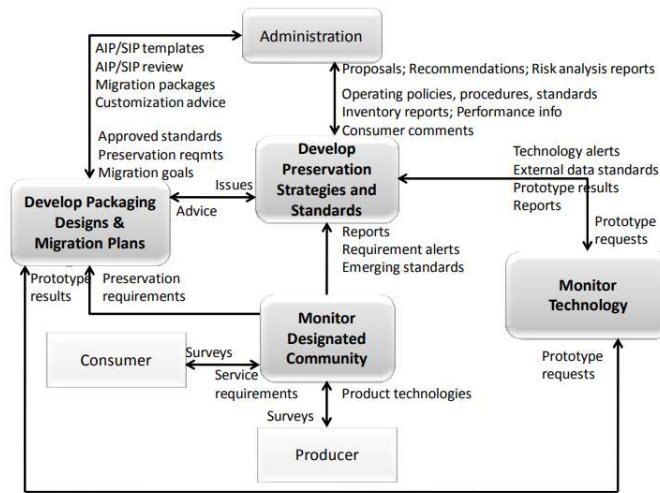 Administration
AIP/SIP templates
AIP/SIP review
Migration packages
Customization advice
Approved standards
Preservation reqmts
Migration goals
Proposals; Recommendations; Risk analysis reports
Operating policies, procedures, standards
Inventory reports; Performance info
Consumer comments
Develop
Preservation
Strategies and
Standards
Technology alerts
External data standards
Prototype results
Reports
Issues
Advice
Develop Packaging
Designs &
Migration Plans
Prototype
requests
Reports
Requirement alerts
Emerging standards
Prototype
results
Preservation
requirements
Monitor
Technology
Monitor
Designated
Community
Consumer
Surveys
Service
requirements
Prototype
requests
Product technologies
Surveys
Producer